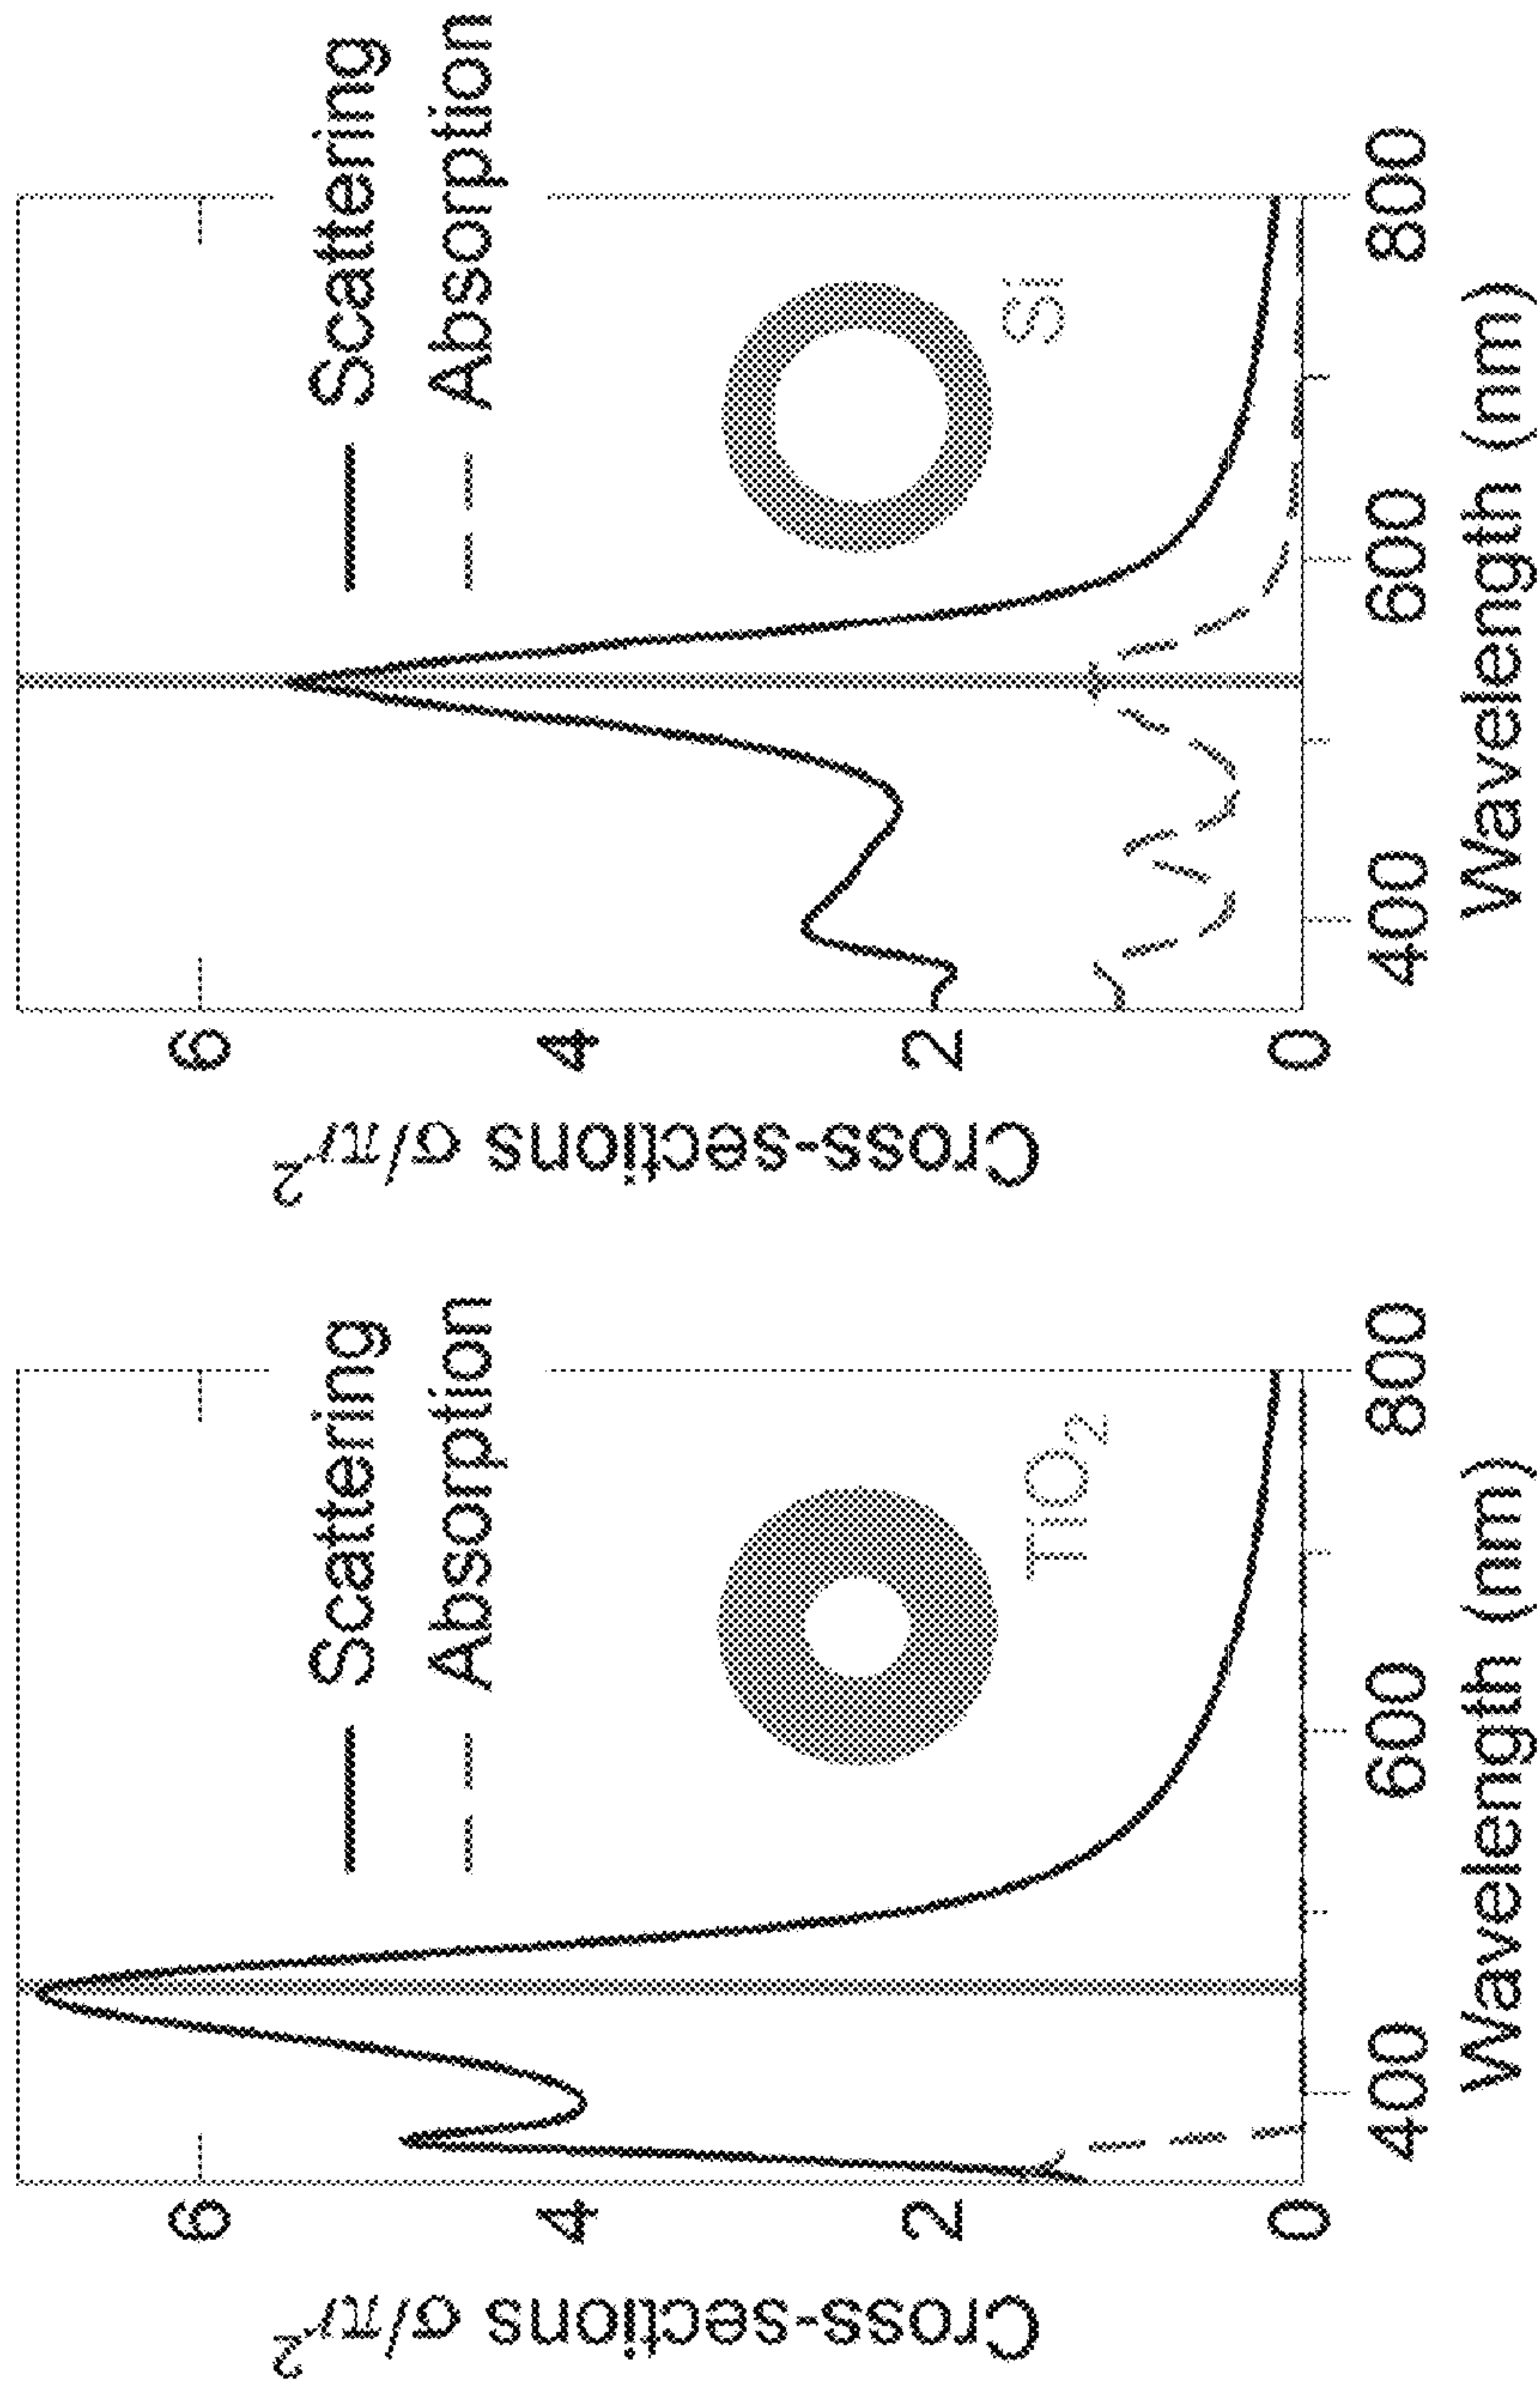 Cross-sections σ/πr²
6
4
2
0
Scattering
Absorption
TiO₂
400
600
800
Wavelength (nm)
Cross-sections σ/πr²
6
4
2
0
Scattering
Absorption
Si
400
600
800
Wavelength (nm)